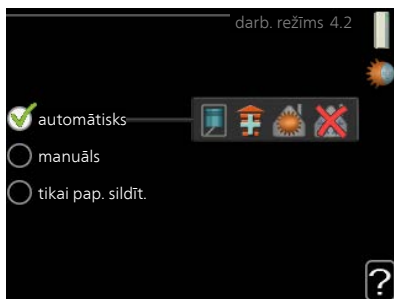 darb. režīms 4.2
automātisks
manuāls
tikai pap. sildīt.
?